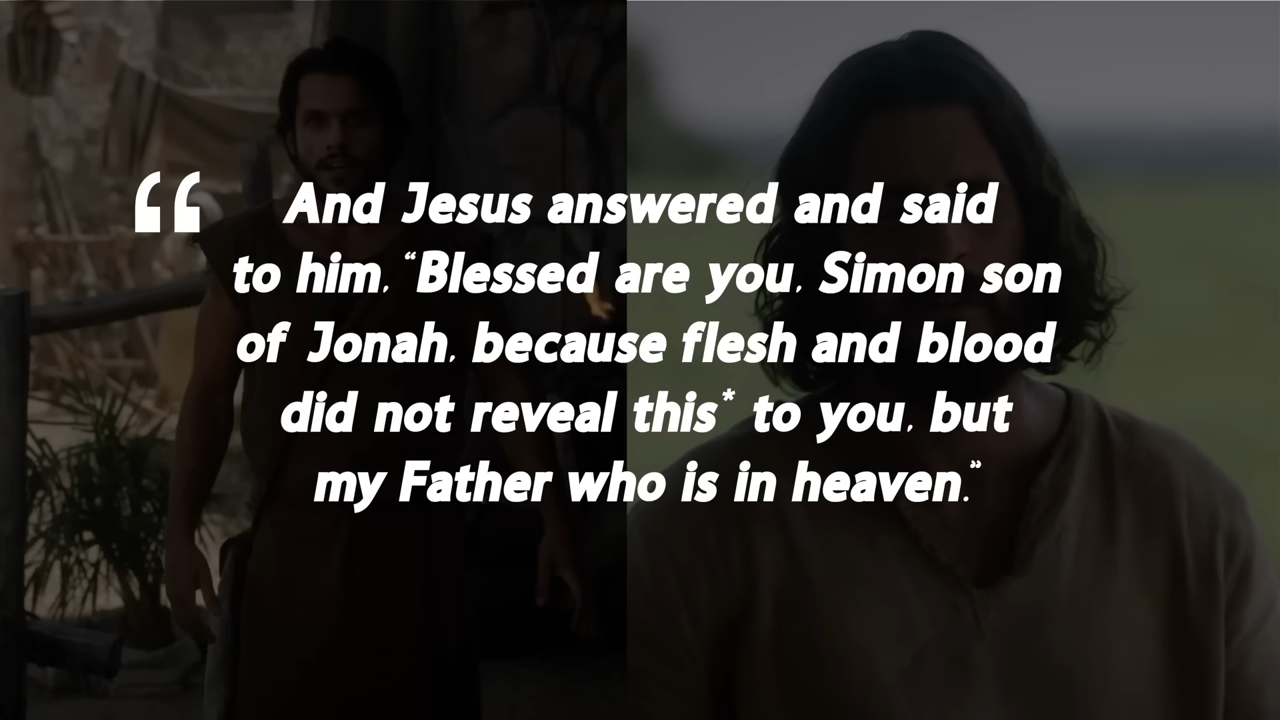 “ And Jesus answered and said
to him, “Blessed are you, Simon son
of Jonah, because flesh and blood
did not reveal this* to you, but
my Father who is in heaven.”